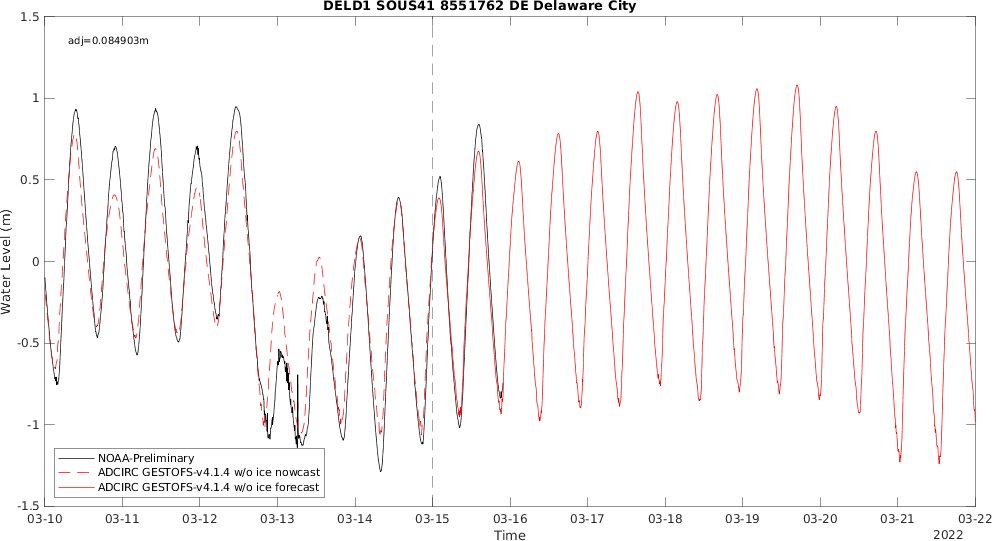 DELD1 SOUS41 8551762 DE Delaware City
adj=0.084903m
1.5
1
0.5
0
-0.5
-1
-1.5
Water Level (m)
NOAA-Preliminary
ADCIRC GESTOFS-v4.1.4 w/o ice nowcast
ADCIRC GESTOFS-v4.1.4 w/o ice forecast
03-10 03-11 03-12 03-13 03-14 03-15 03-16 03-17 03-18 03-19 03-20 03-21 03-22
Time
2022